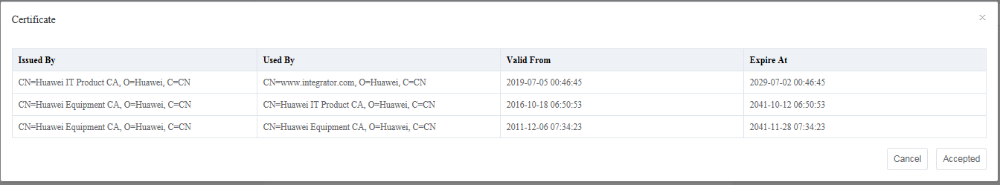 Certificate ×
Issued By Used By Valid From Expire At
CN=Huawei IT Product CA, O=Huawei, C=CN CN=www.integrator.com, O=Huawei, C=CN 2019-07-05 00:46:45 2029-07-02 00:46:45
CN=Huawei Equipment CA, O=Huawei, C=CN CN=Huawei IT Product CA, O=Huawei, C=CN 2016-10-18 06:50:53 2041-10-12 06:50:53
CN=Huawei Equipment CA, O=Huawei, C=CN CN=Huawei Equipment CA, O=Huawei, C=CN 2011-12-06 07:34:23 2041-11-28 07:34:23
Cancel Accepted